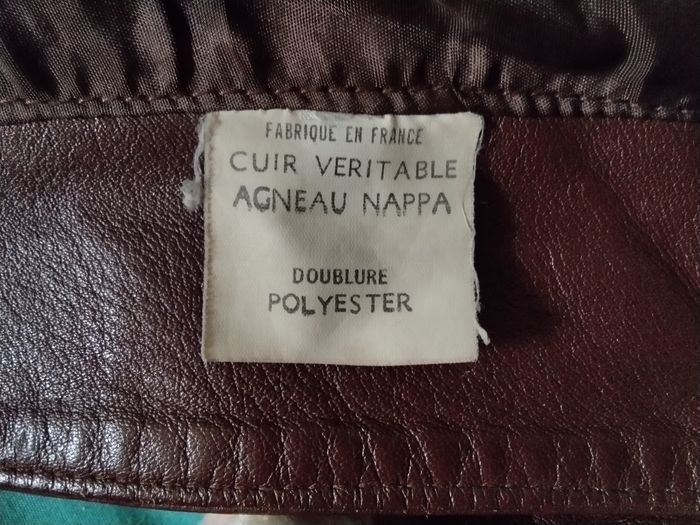 FABRIQUE EN FRANCE
CUIR VERITABLE
AGNEAU NAPPA
DOUBLURE
POLYESTER